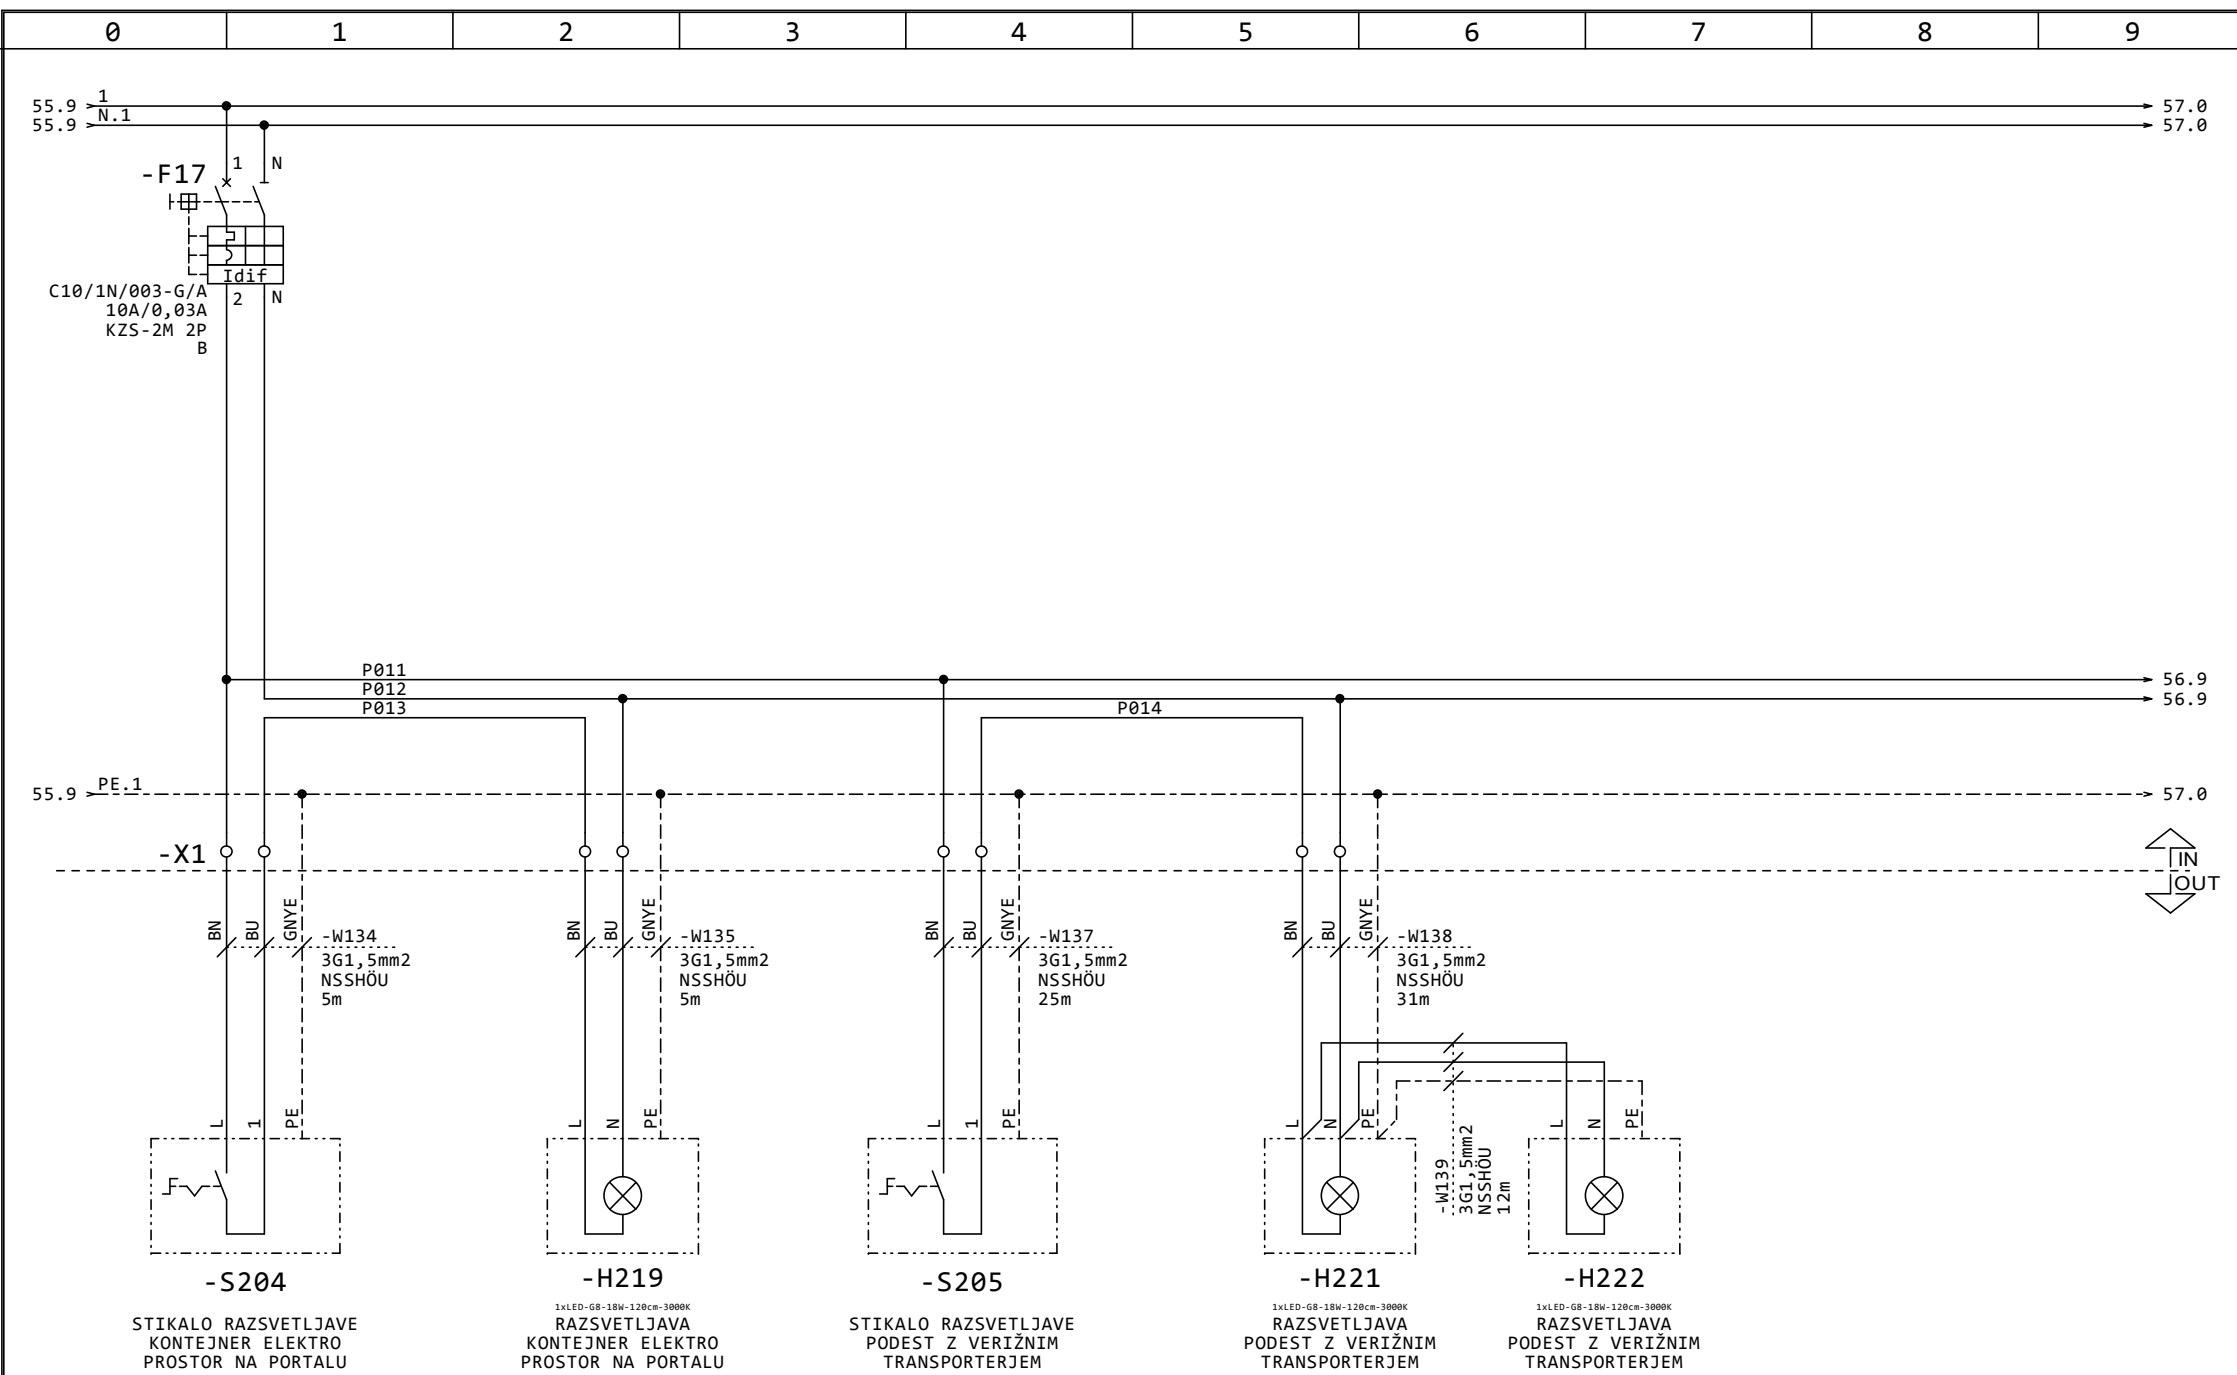 0 1 2 3 4 5 6 7 8 9
55.9 1 57.0
55.9 N.1 57.0
-F17 1 N
Idif
2 N
C10/1N/003-G/A
10A/0,03A
KZS-2M 2P
B
P011 56.9
P012 56.9
P013 P014
55.9 PE.1 57.0
-X1
IN
OUT
BN BU GNYE -W134
3G1,5mm2
NSSHÖU
5m
BN BU GNYE -W135
3G1,5mm2
NSSHÖU
5m
BN BU GNYE -W137
3G1,5mm2
NSSHÖU
25m
BN BU GNYE -W138
3G1,5mm2
NSSHÖU
31m
L 1 PE
L N PE
L 1 PE
L N PE
-W139
3G1,5mm2
NSSHÖU
12m
L N PE
-S204
STIKALO RAZSVETLJAVE
KONTEJNER ELEKTRO
PROSTOR NA PORTALU
-H219
1xLED-G8-18W-120cm-3000K
RAZSVETLJAVA
KONTEJNER ELEKTRO
PROSTOR NA PORTALU
-S205
STIKALO RAZSVETLJAVE
PODEST Z VERIŽNIM
TRANSPORTERJEM
-H221
1xLED-G8-18W-120cm-3000K
RAZSVETLJAVA
PODEST Z VERIŽNIM
TRANSPORTERJEM
-H222
1xLED-G8-18W-120cm-3000K
RAZSVETLJAVA
PODEST Z VERIŽNIM
TRANSPORTERJEM